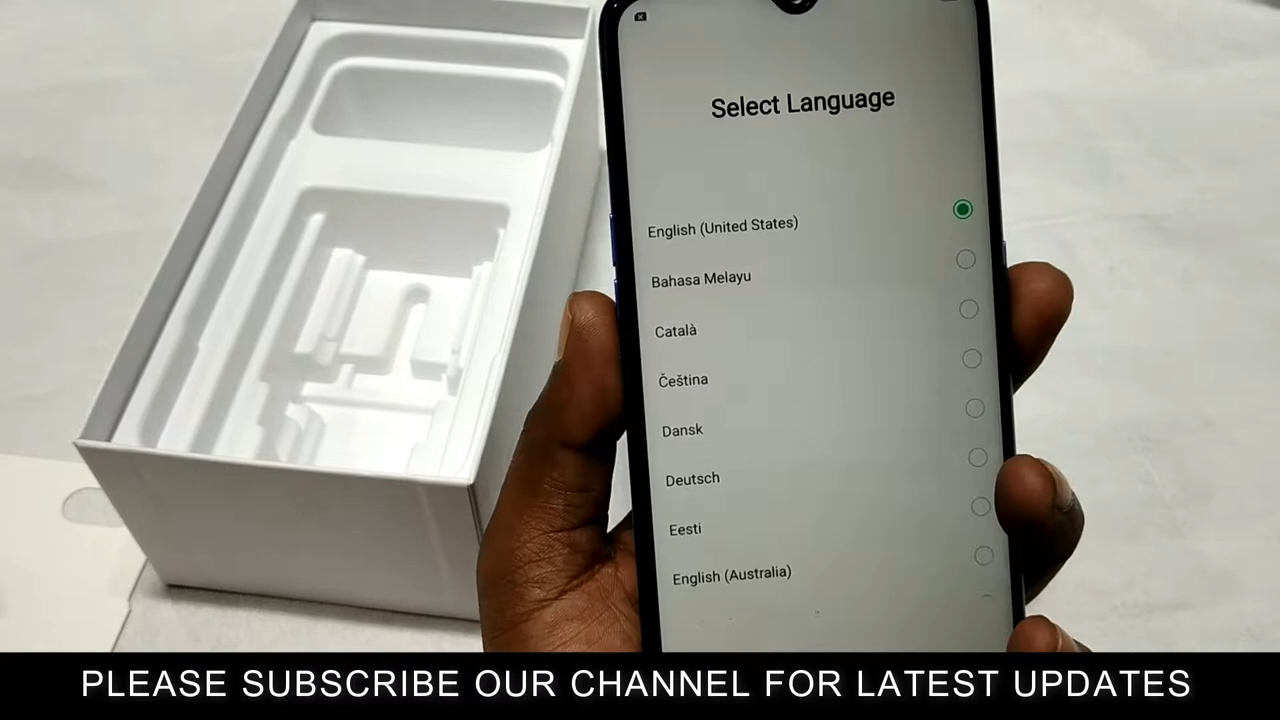 Select Language
English (United States)
Bahasa Melayu
Català
Čeština
Dansk
Deutsch
Eesti
English (Australia)
PLEASE SUBSCRIBE OUR CHANNEL FOR LATEST UPDATES